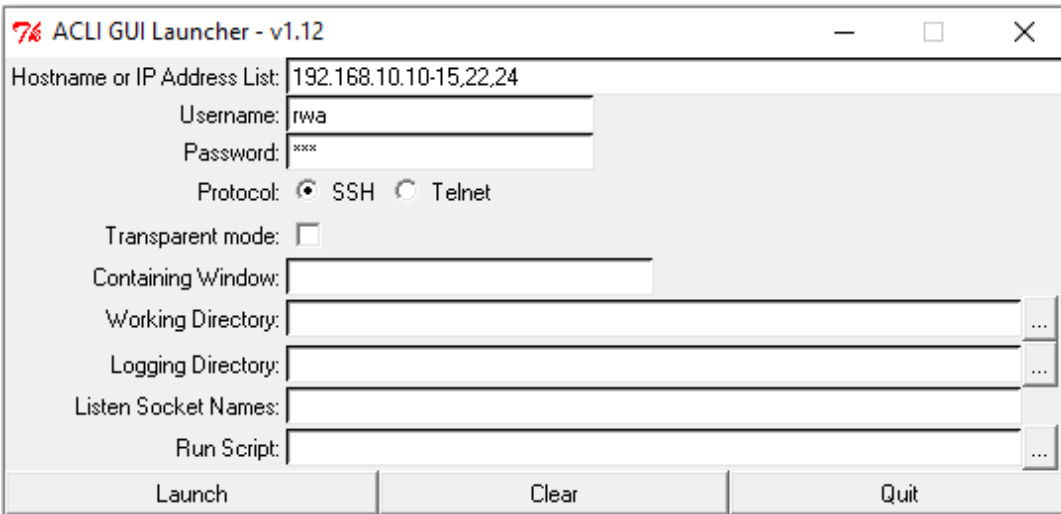 7k ACLI GUI Launcher - v1.12
Hostname or IP Address List: 192.168.10.10-15,22,24
Username: rwa
Password: ***
Protocol: SSH Telnet
Transparent mode:
Containing Window:
Working Directory: ...
Logging Directory: ...
Listen Socket Names:
Run Script: ...
Launch Clear Quit